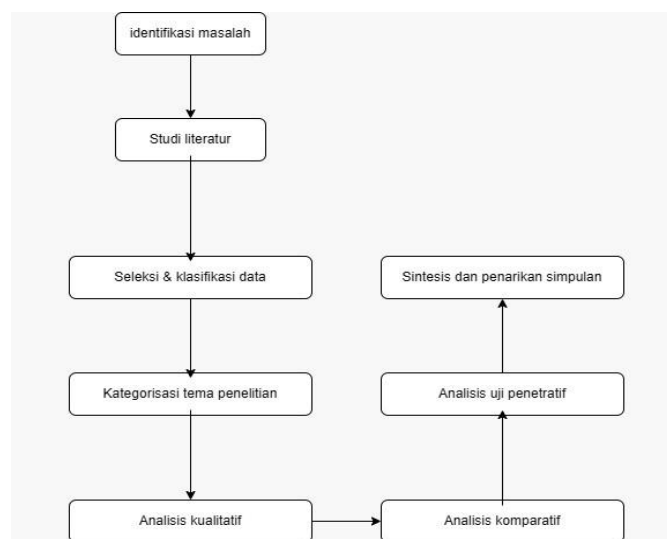 identifikasi masalah
Studi literatur
Seleksi & klasifikasi data
Kategorisasi tema penelitian
Analisis kualitatif
Analisis komparatif
Analisis uji penetratif
Sintesis dan penarikan simpulan